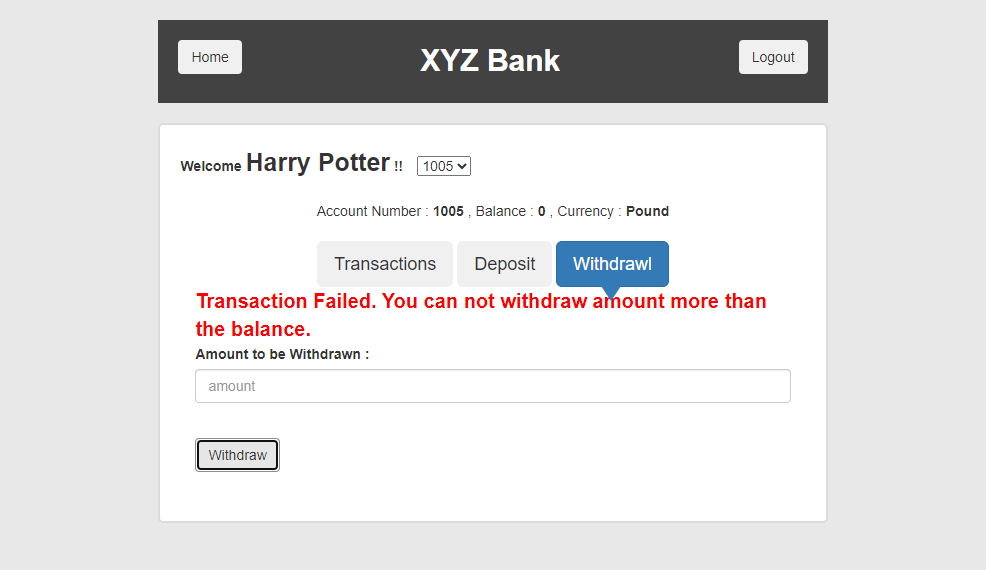 Home
XYZ Bank
Logout
Welcome Harry Potter !!
1005
Account Number : 1005 , Balance : 0 , Currency : Pound
Transactions
Deposit
Withdrawl
Transaction Failed. You can not withdraw amount more than
the balance.
Amount to be Withdrawn :
amount
Withdraw